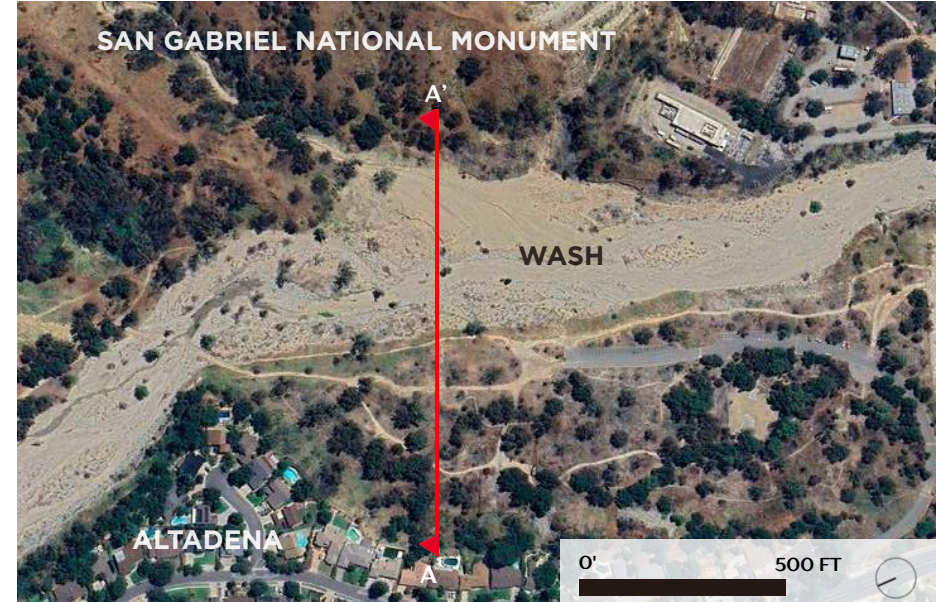 SAN GABRIEL NATIONAL MONUMENT
A'
WASH
ALTADENA
A
0' 500 FT